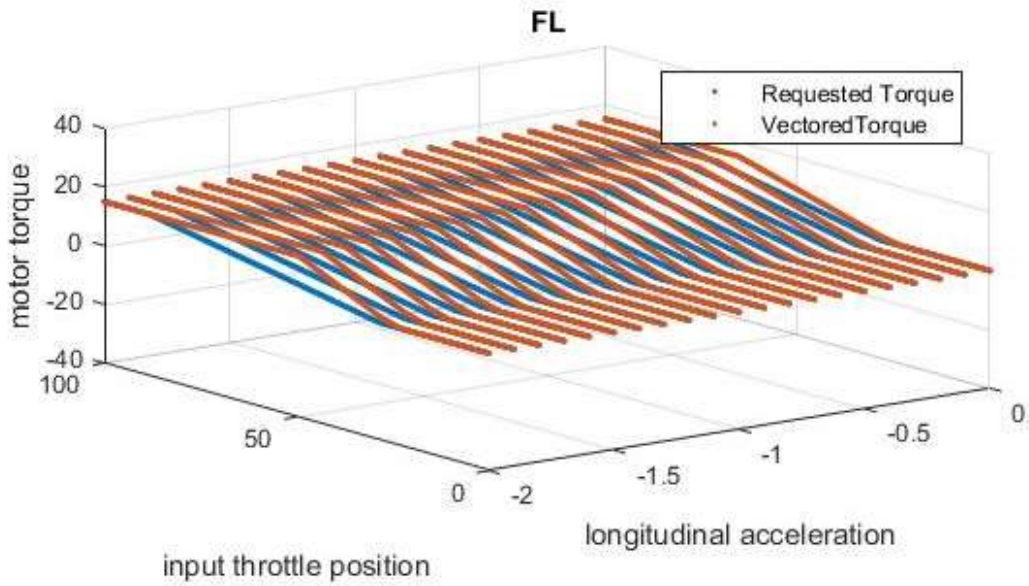 FL
Requested Torque
VectoredTorque
motor torque
40
20
0
-20
-40
100
50
0
-2
-1.5
-1
-0.5
0
input throttle position
longitudinal acceleration